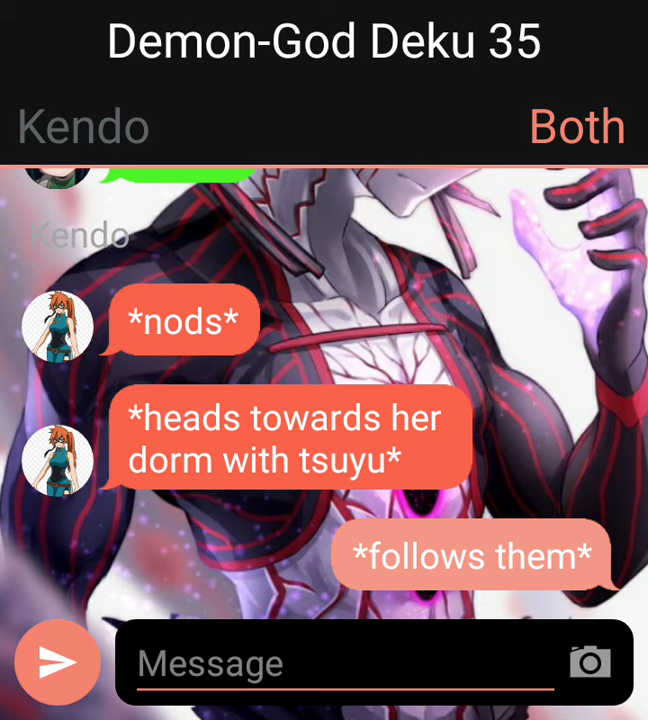 Demon-God Deku 35
Kendo
Both
Kendo
*nods*
*heads towards her
dorm with tsuyu*
*follows them*
Message